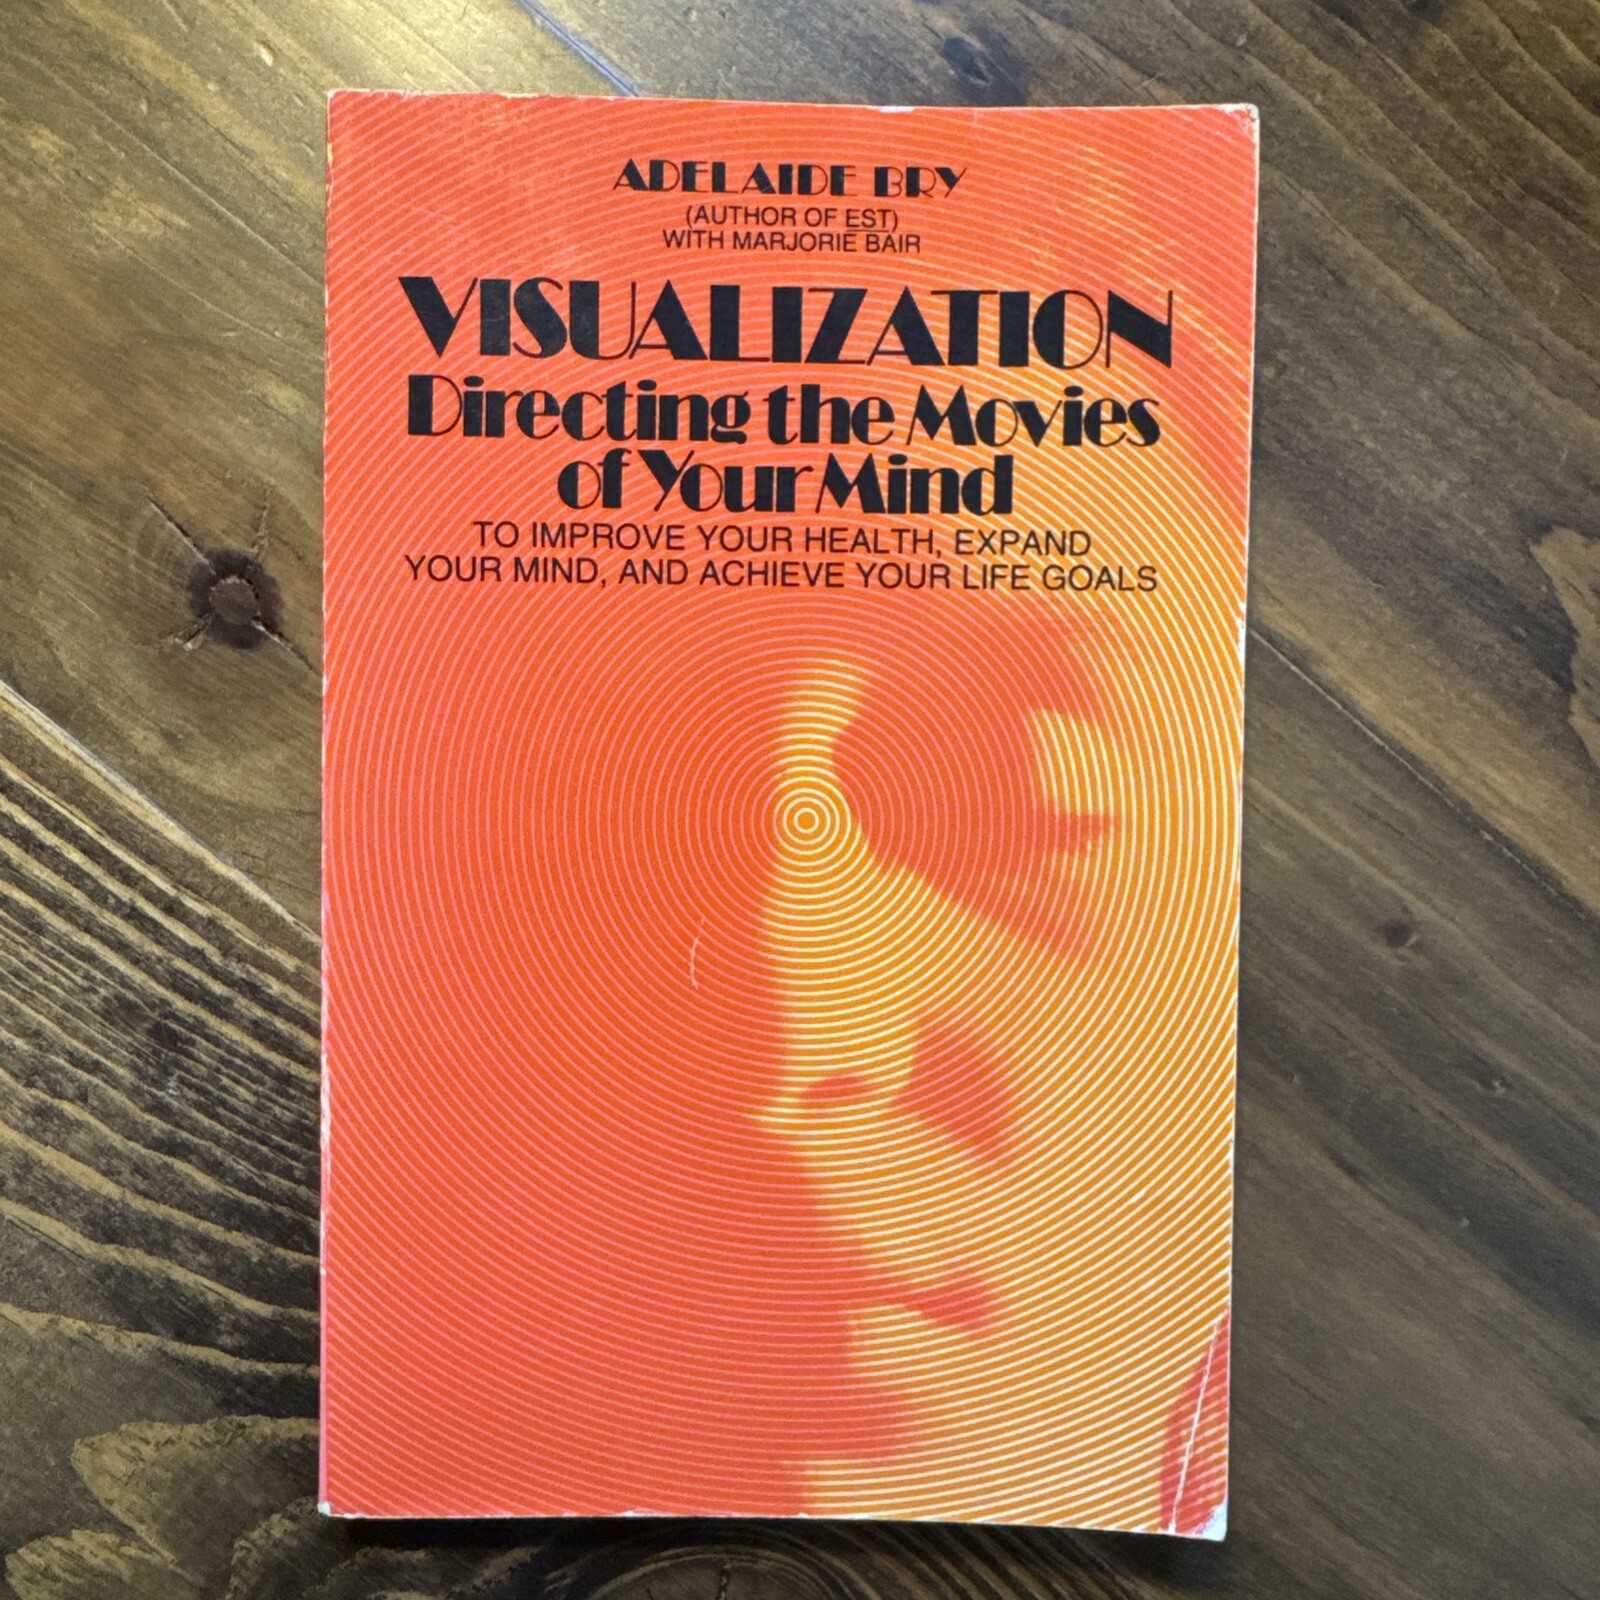 ADELAIDE BRY
(AUTHOR OF EST)
WITH MARJORIE BAIR
VISUALIZATION
Directing the Movies
of Your Mind
TO IMPROVE YOUR HEALTH, EXPAND
YOUR MIND, AND ACHIEVE YOUR LIFE GOALS